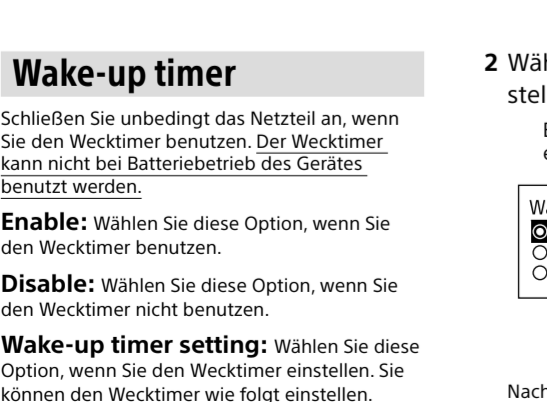 Wake-up timer
Schließen Sie unbedingt das Netzteil an, wenn
Sie den Wecktimer benutzen. Der Wecktimer
kann nicht bei Batteriebetrieb des Gerätes
benutzt werden.
Enable: Wählen Sie diese Option, wenn Sie
den Wecktimer benutzen.
Disable: Wählen Sie diese Option, wenn Sie
den Wecktimer nicht benutzen.
Wake-up timer setting: Wählen Sie diese
Option, wenn Sie den Wecktimer einstellen. Sie
können den Wecktimer wie folgt einstellen.
2